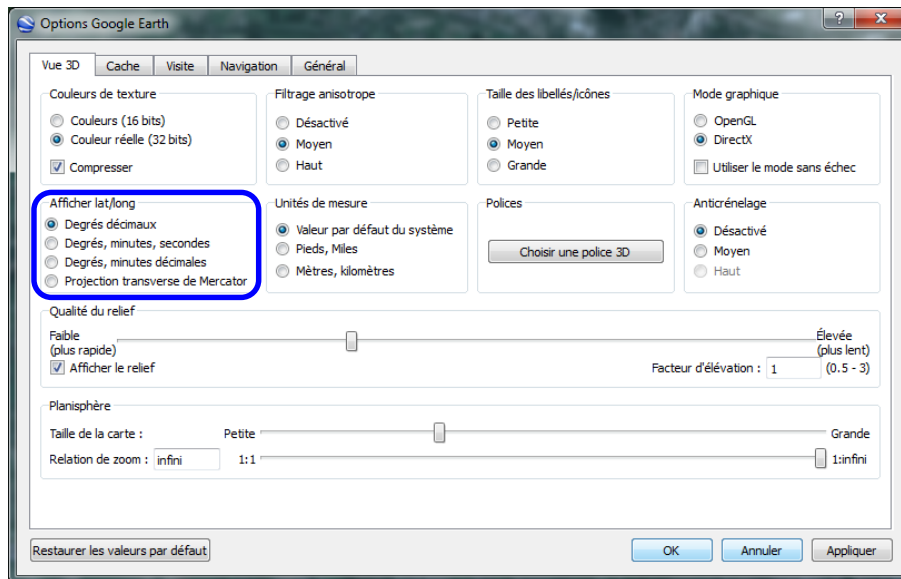 Options Google Earth
Vue 3D Cache Visite Navigation Général
Couleurs de texture
Couleurs (16 bits)
Couleur réelle (32 bits)
Compresser
Filtrage anisotrope
Désactivé
Moyen
Haut
Taille des libellés/icônes
Petite
Moyen
Grande
Mode graphique
OpenGL
DirectX
Utiliser le mode sans échec
Afficher lat/long
Degrés décimaux
Degrés, minutes, secondes
Degrés, minutes décimales
Projection transverse de Mercator
Unités de mesure
Valeur par défaut du système
Pieds, Miles
Mètres, kilomètres
Polices
Choisir une police 3D
Anticrénelage
Désactivé
Moyen
Haut
Qualité du relief
Faible
(plus rapide)
Élevée
(plus lent)
Afficher le relief
Facteur d'élévation : 1 (0.5 - 3)
Planisphère
Taille de la carte : Petite Grande
Relation de zoom : infini 1:1 1:infini
Restaurer les valeurs par défaut OK Annuler Appliquer